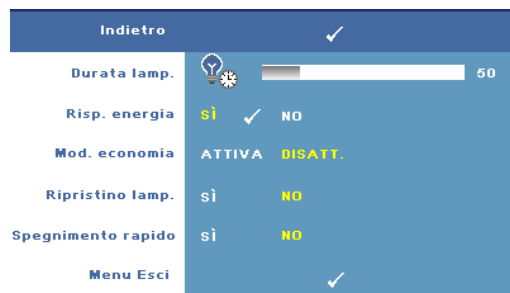 Indietro
Durata lamp. 50
Risp. energia sì NO
Mod. economia ATTIVA DISATT.
Ripristino lamp. sì NO
Spegnimento rapido sì NO
Menu Esci